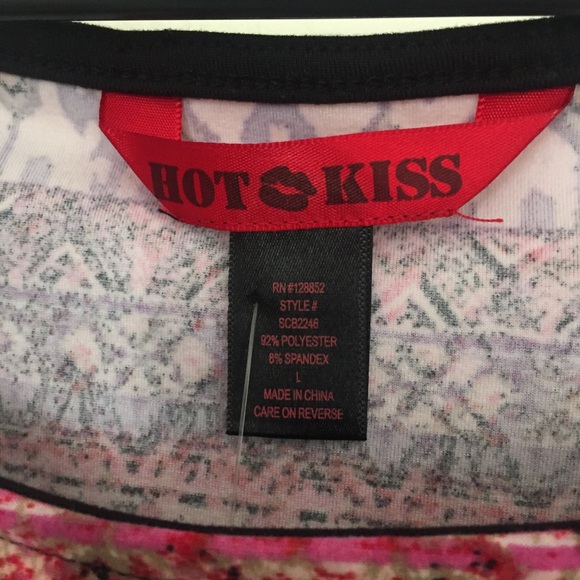 HOT KISS
RN #128852
STYLE #
SCB2246
92% POLYESTER
8% SPANDEX
L
MADE IN CHINA
CARE ON REVERSE